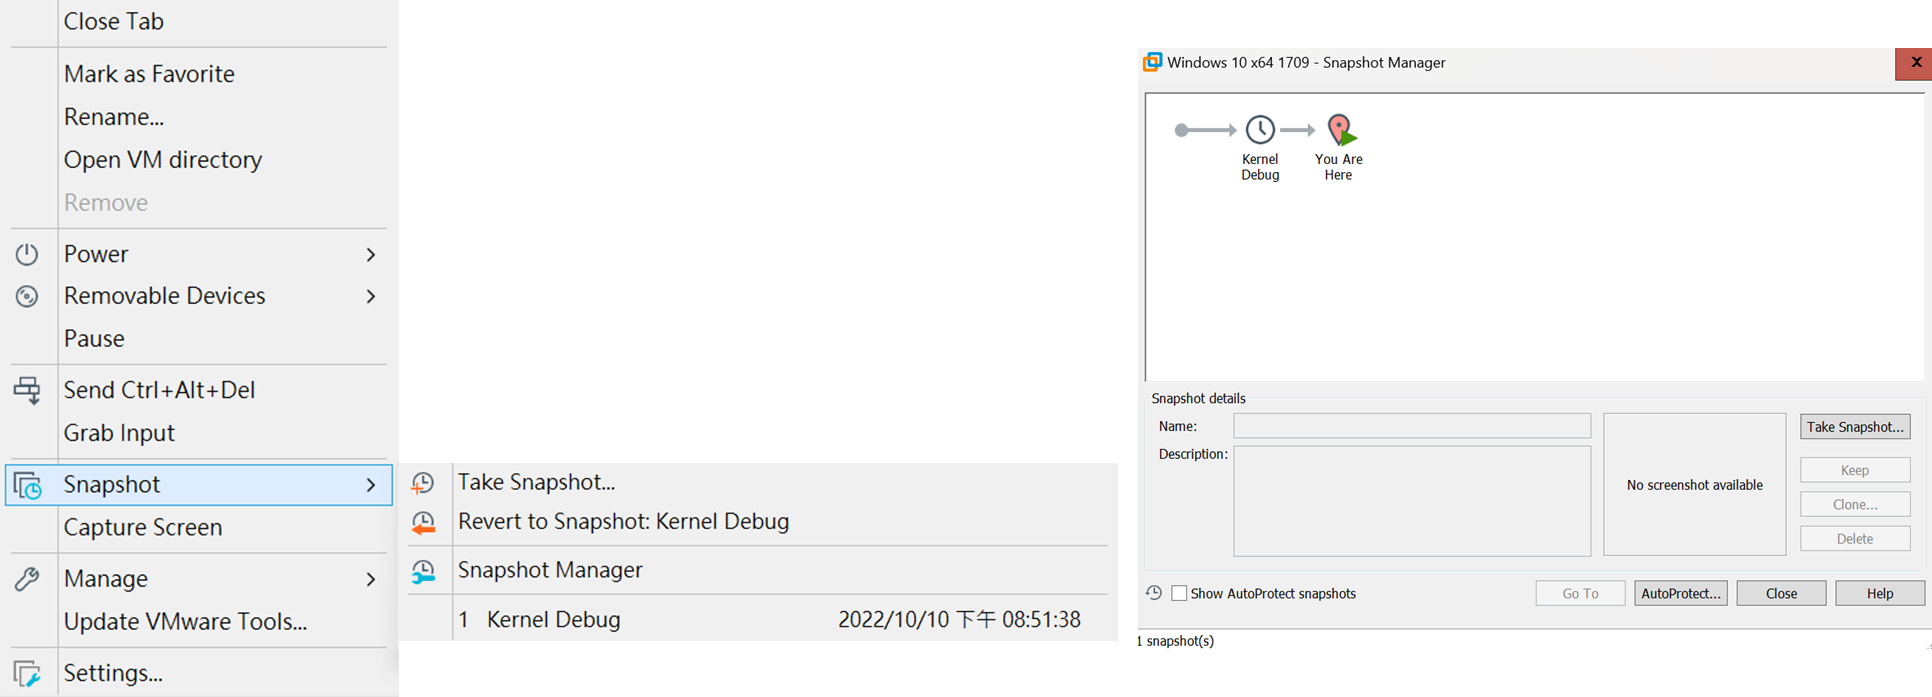 Close Tab
Mark as Favorite
Rename...
Open VM directory
Remove
Power
Removable Devices
Pause
Send Ctrl+Alt+Del
Grab Input
Snapshot
Capture Screen
Manage
Update VMware Tools...
Settings...
Take Snapshot...
Revert to Snapshot: Kernel Debug
Snapshot Manager
1 Kernel Debug 2022/10/10 下午 08:51:38
Windows 10 x64 1709 - Snapshot Manager
Kernel
Debug
You Are
Here
Snapshot details
Name:
Description:
No screenshot available
Take Snapshot...
Keep
Clone...
Delete
Show AutoProtect snapshots
Go To
AutoProtect...
Close
Help
1 snapshot(s)